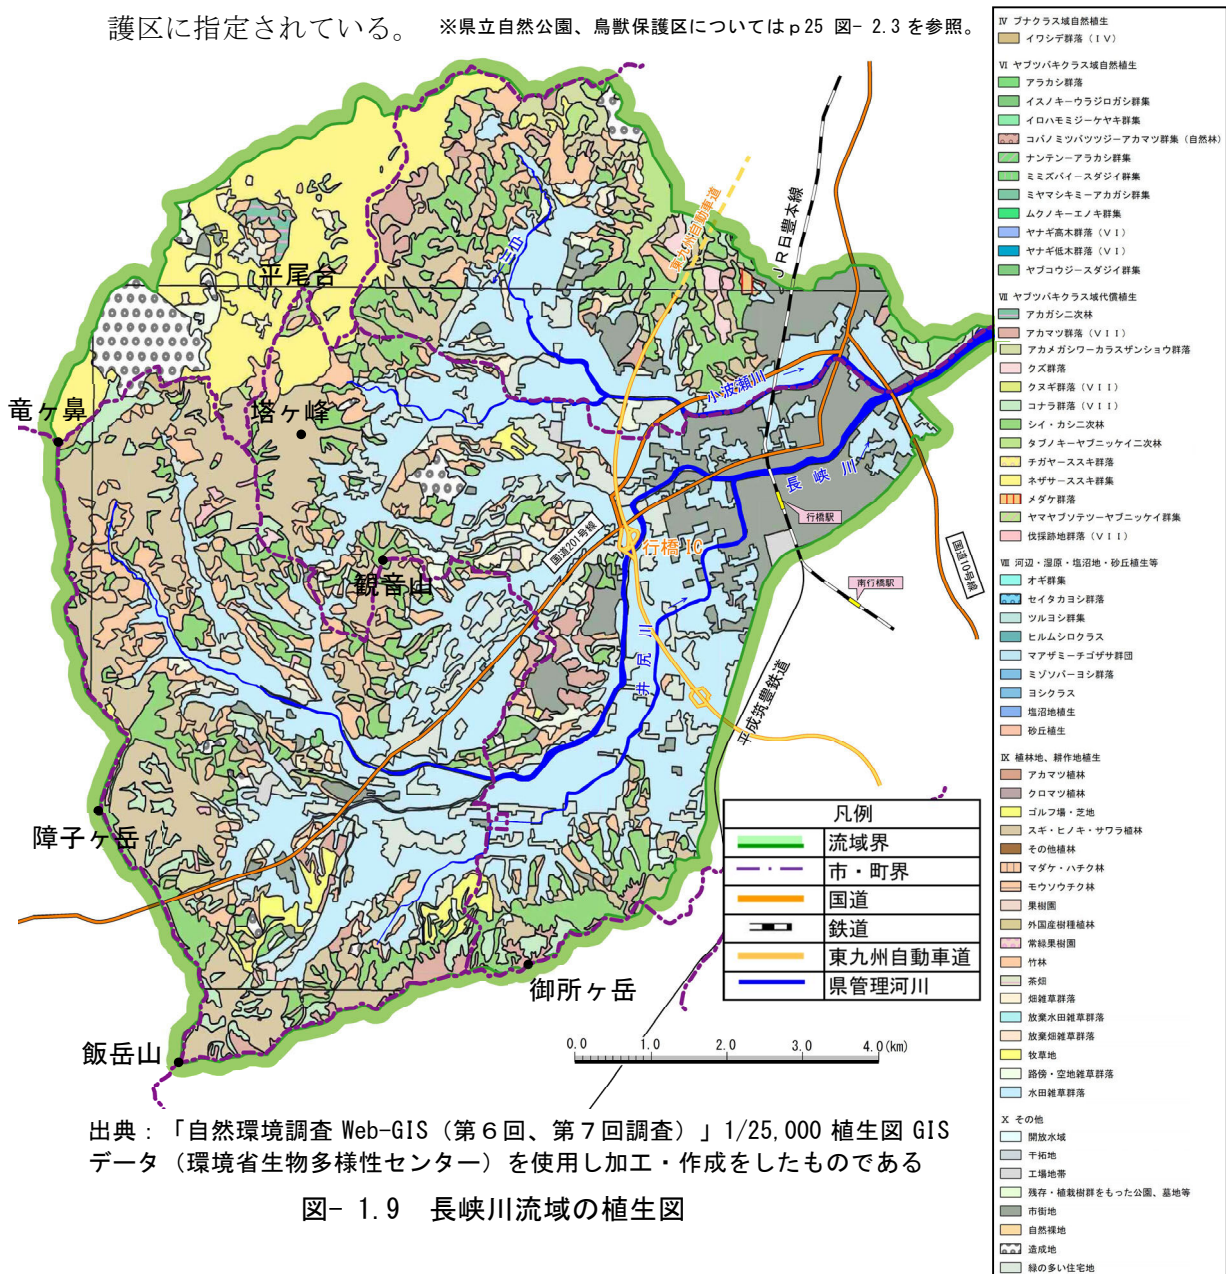 護区に指定されている。
※県立自然公園、鳥獣保護区についてはp25 図- 2.3 を参照。
平尾台
竜ヶ鼻
塔ヶ峰
観音山
障子ヶ岳
飯岳山
御所ヶ岳
東九州自動車道
JR日豊本線
小波瀬川
長峡川
井尻川
行橋IC
行橋駅
南行橋駅
国道201号線
国道10号線
平成筑豊鉄道
凡例
流域界
市・町界
国道
鉄道
東九州自動車道
県管理河川
0.0 1.0 2.0 3.0 4.0(km)
出典：「自然環境調査 Web-GIS（第６回、第７回調査）」1/25,000 植生図 GIS
データ（環境省生物多様性センター）を使用し加工・作成をしたものである
図- 1.9 長峡川流域の植生図
Ⅳ ブナクラス域自然植生
イワシデ群落（ＩＶ）
Ⅵ ヤブツバキクラス域自然植生
アラカシ群落
イスノキーウラジロガシ群集
イロハモミジーケヤキ群集
コバノミツバツツジーアカマツ群集（自然林）
ナンテンーアラカシ群集
ミミズバイースダジイ群集
ミヤマシキミーアカガシ群集
ムクノキーエノキ群集
ヤナギ高木群落（ＶＩ）
ヤナギ低木群落（ＶＩ）
ヤブコウジースダジイ群集
Ⅶ ヤブツバキクラス域代償植生
アカガシ二次林
アカマツ群落（ＶＩＩ）
アカメガシワーカラスザンショウ群落
クズ群落
クヌギ群落（ＶＩＩ）
コナラ群落（ＶＩＩ）
シイ・カシ二次林
タブノキーヤブニッケイ二次林
チガヤーススキ群落
ネザサーススキ群集
メダケ群落
ヤマヤブソテツーヤブニッケイ群集
伐採跡地群落（ＶＩＩ）
Ⅷ 河辺・湿原・塩沼地・砂丘植生等
オギ群集
セイタカヨシ群落
ツルヨシ群集
ヒルムシロクラス
マアザミーチゴザサ群団
ミゾソバーヨシ群落
ヨシクラス
塩沼地植生
砂丘植生
Ⅸ 植林地、耕作地植生
アカマツ植林
クロマツ植林
ゴルフ場・芝地
スギ・ヒノキ・サワラ植林
その他植林
マダケ・ハチク林
モウソウチク林
果樹園
外国産樹種植林
常緑果樹園
竹林
茶畑
畑雑草群落
放棄水田雑草群落
放棄畑雑草群落
牧草地
路傍・空地雑草群落
水田雑草群落
Ⅹ その他
開放水域
干拓地
工場地帯
残存・植栽樹群をもった公園、墓地等
市街地
自然裸地
造成地
緑の多い住宅地